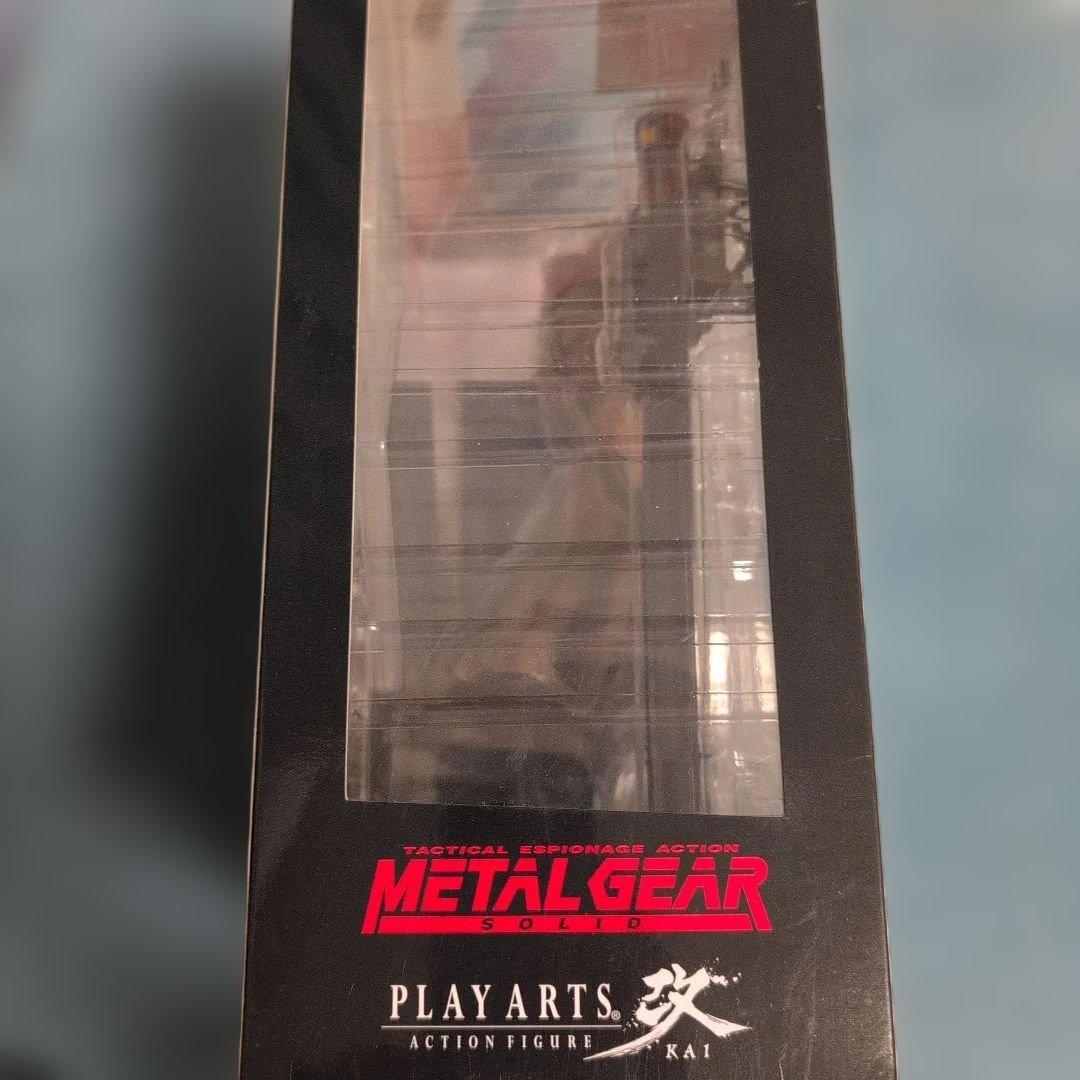 TACTICAL ESPIONAGE ACTION
METAL GEAR
SOLID
PLAY ARTS® 改
ACTION FIGURE KAI